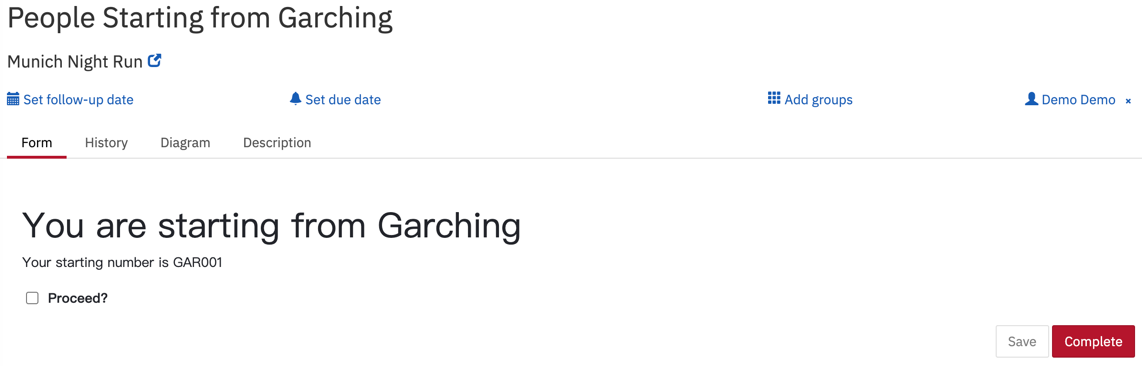 People Starting from Garching
Munich Night Run
Set follow-up date Set due date Add groups Demo Demo ×
Form History Diagram Description
You are starting from Garching
Your starting number is GAR001
Proceed?
Save Complete